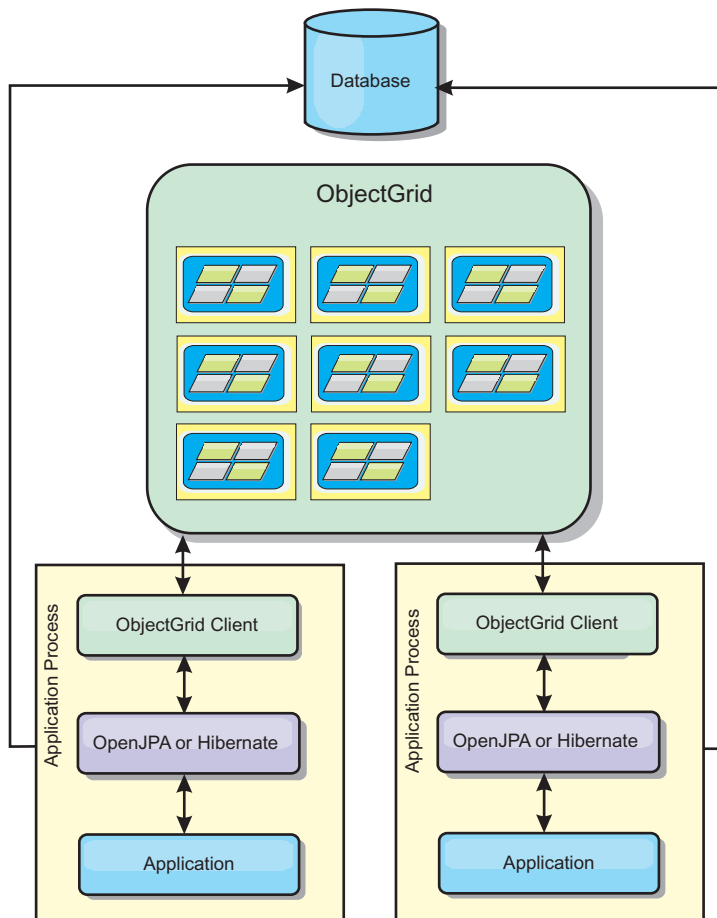 Database
ObjectGrid
Application Process
ObjectGrid Client
OpenJPA or Hibernate
Application
Application Process
ObjectGrid Client
OpenJPA or Hibernate
Application